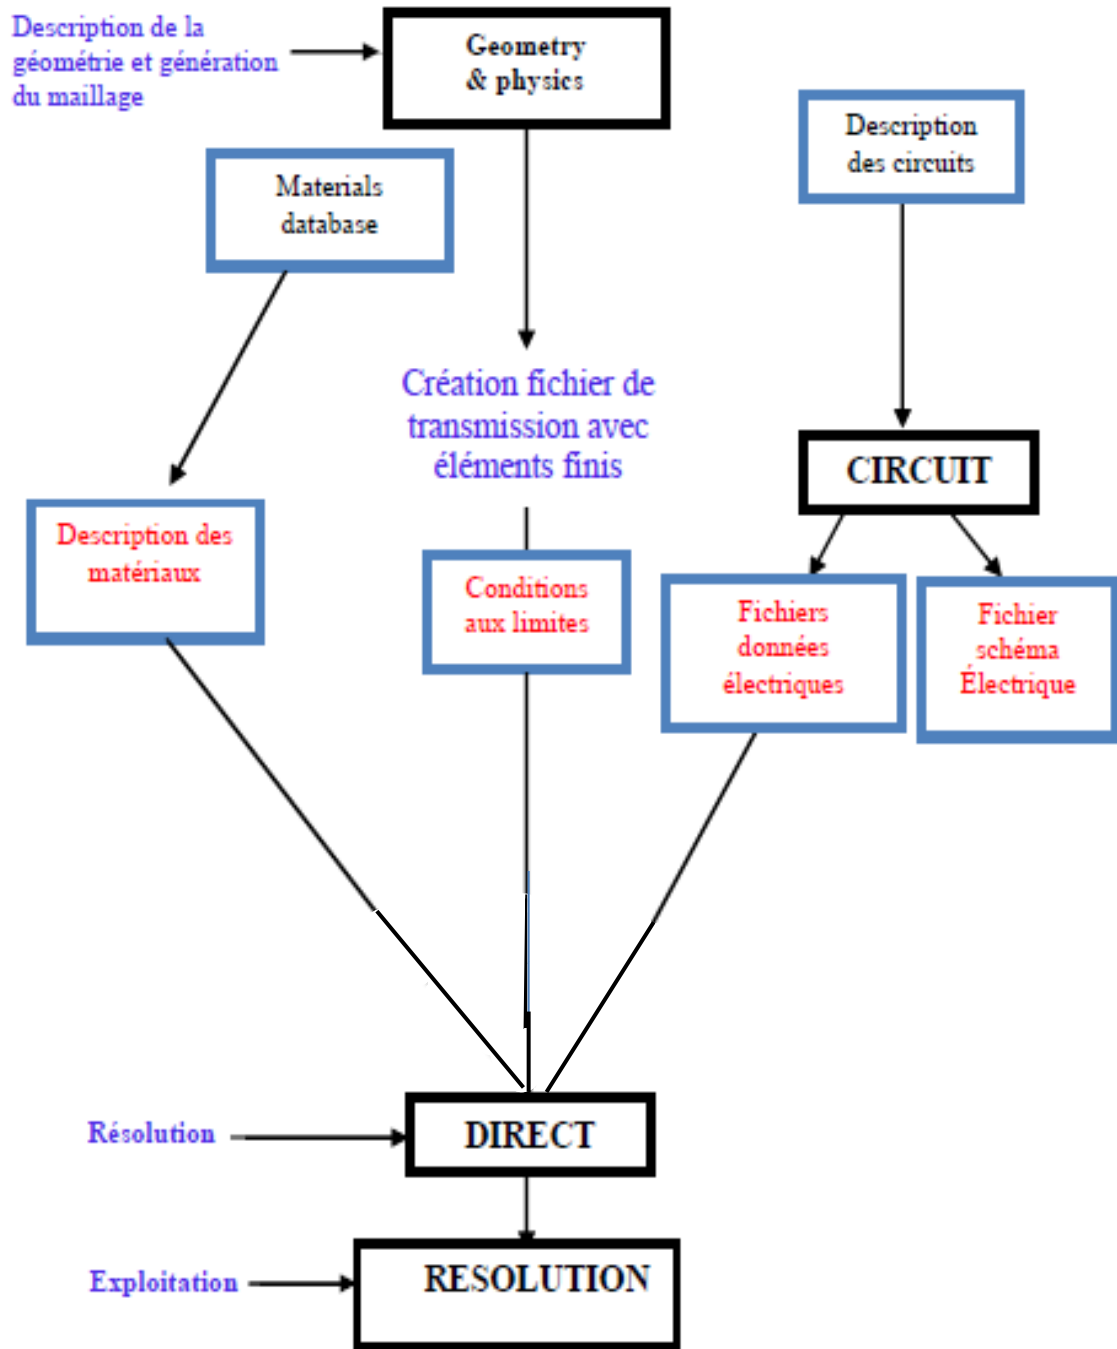 Description de la
géométrie et génération
du maillage
Geometry
& physics
Description
des circuits
Materials
database
Création fichier de
transmission avec
éléments finis
CIRCUIT
Description des
matériaux
Conditions
aux limites
Fichiers
données
électriques
Fichier
schéma
Électrique
Résolution
DIRECT
Exploitation
RESOLUTION